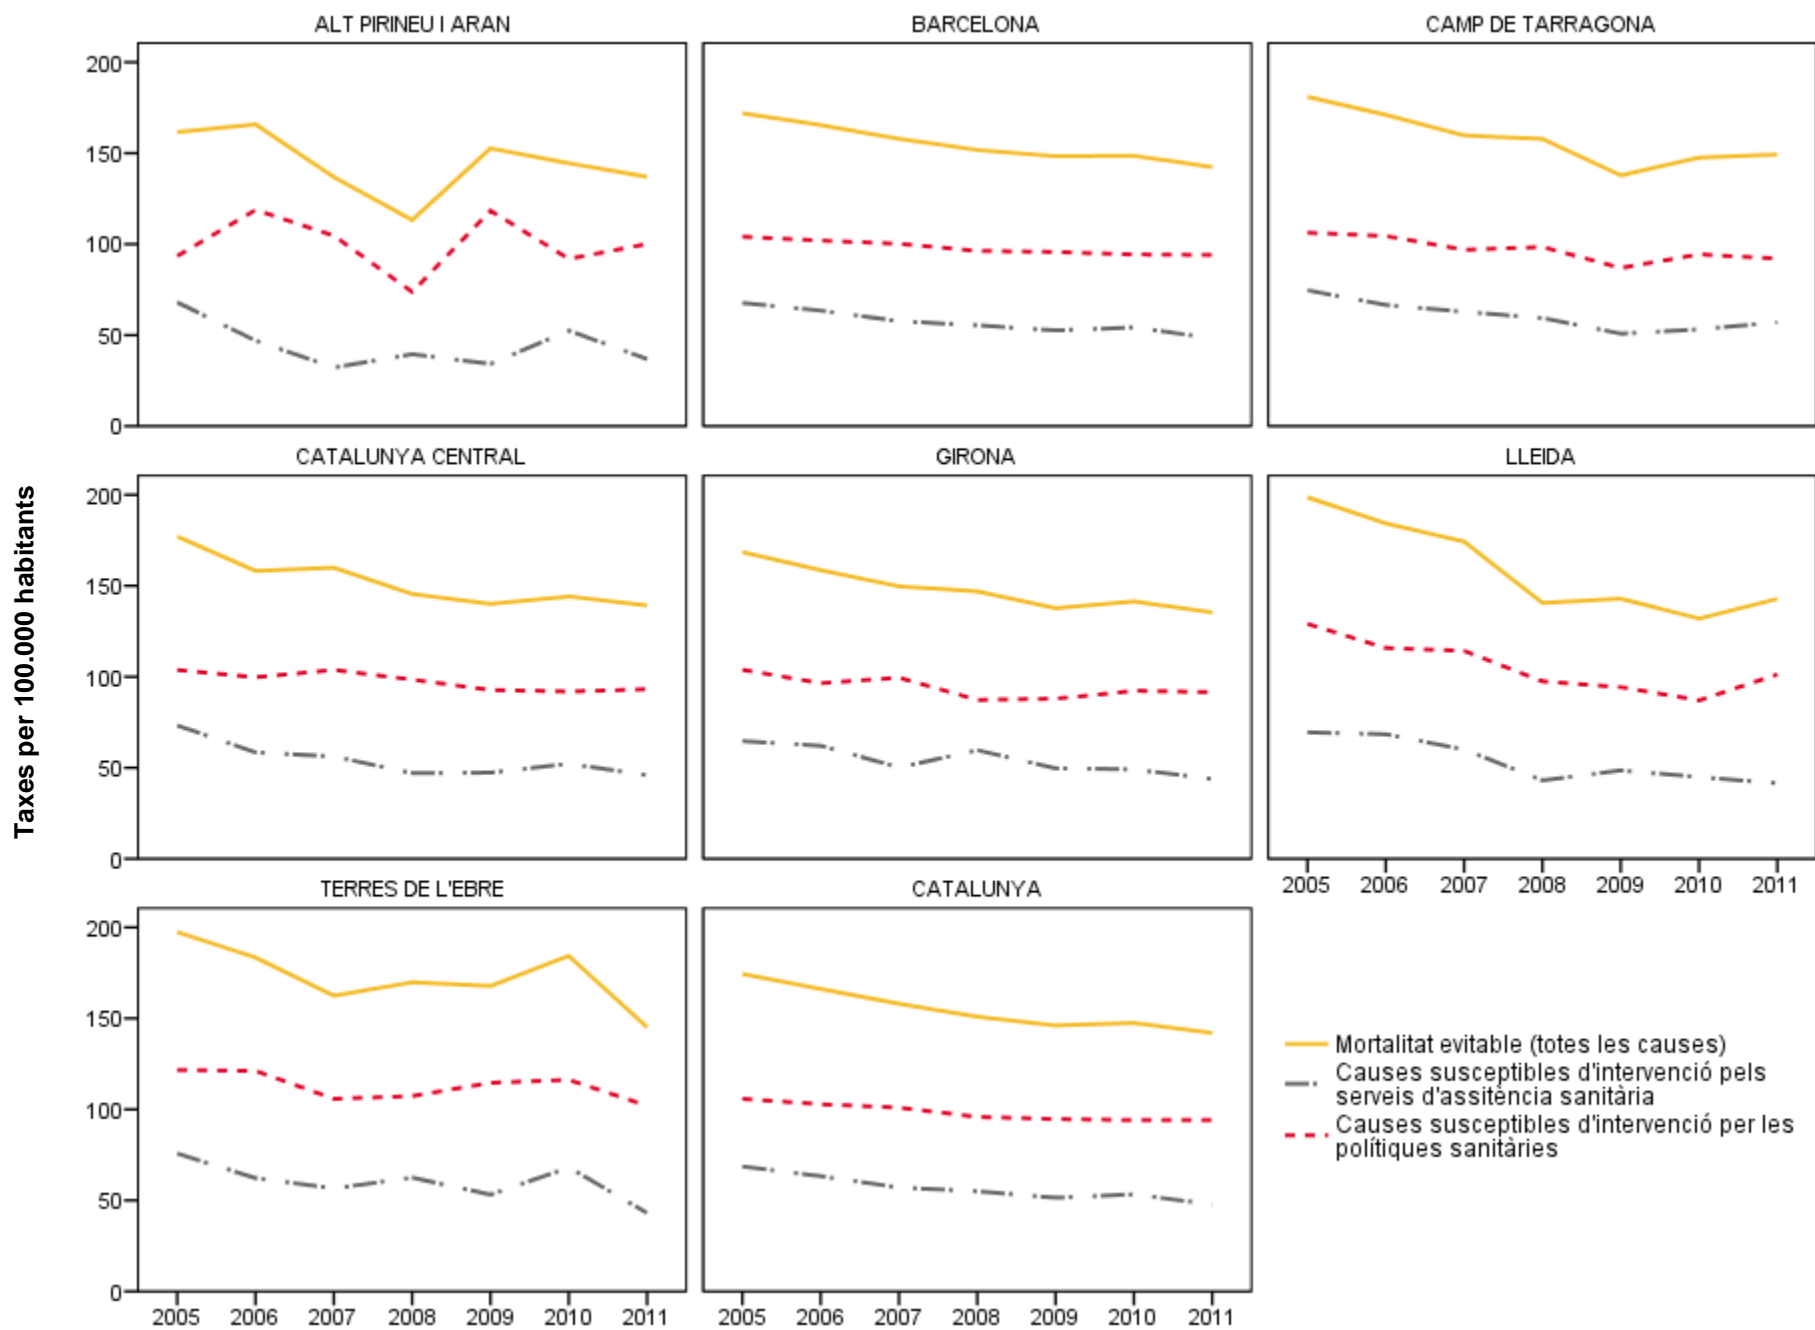 ALT PIRINEU I ARAN
BARCELONA
CAMP DE TARRAGONA
200
150
100
50
0
CATALUNYA CENTRAL
GIRONA
LLEIDA
Taxes per 100.000 habitants
200
150
100
50
0
2005 2006 2007 2008 2009 2010 2011
TERRES DE L'EBRE
CATALUNYA
200
150
100
50
0
2005 2006 2007 2008 2009 2010 2011
2005 2006 2007 2008 2009 2010 2011
Mortalitat evitable (totes les causes)
Causes susceptibles d'intervenció pels
serveis d'assitència sanitària
Causes susceptibles d'intervenció per les
polítiques sanitàries